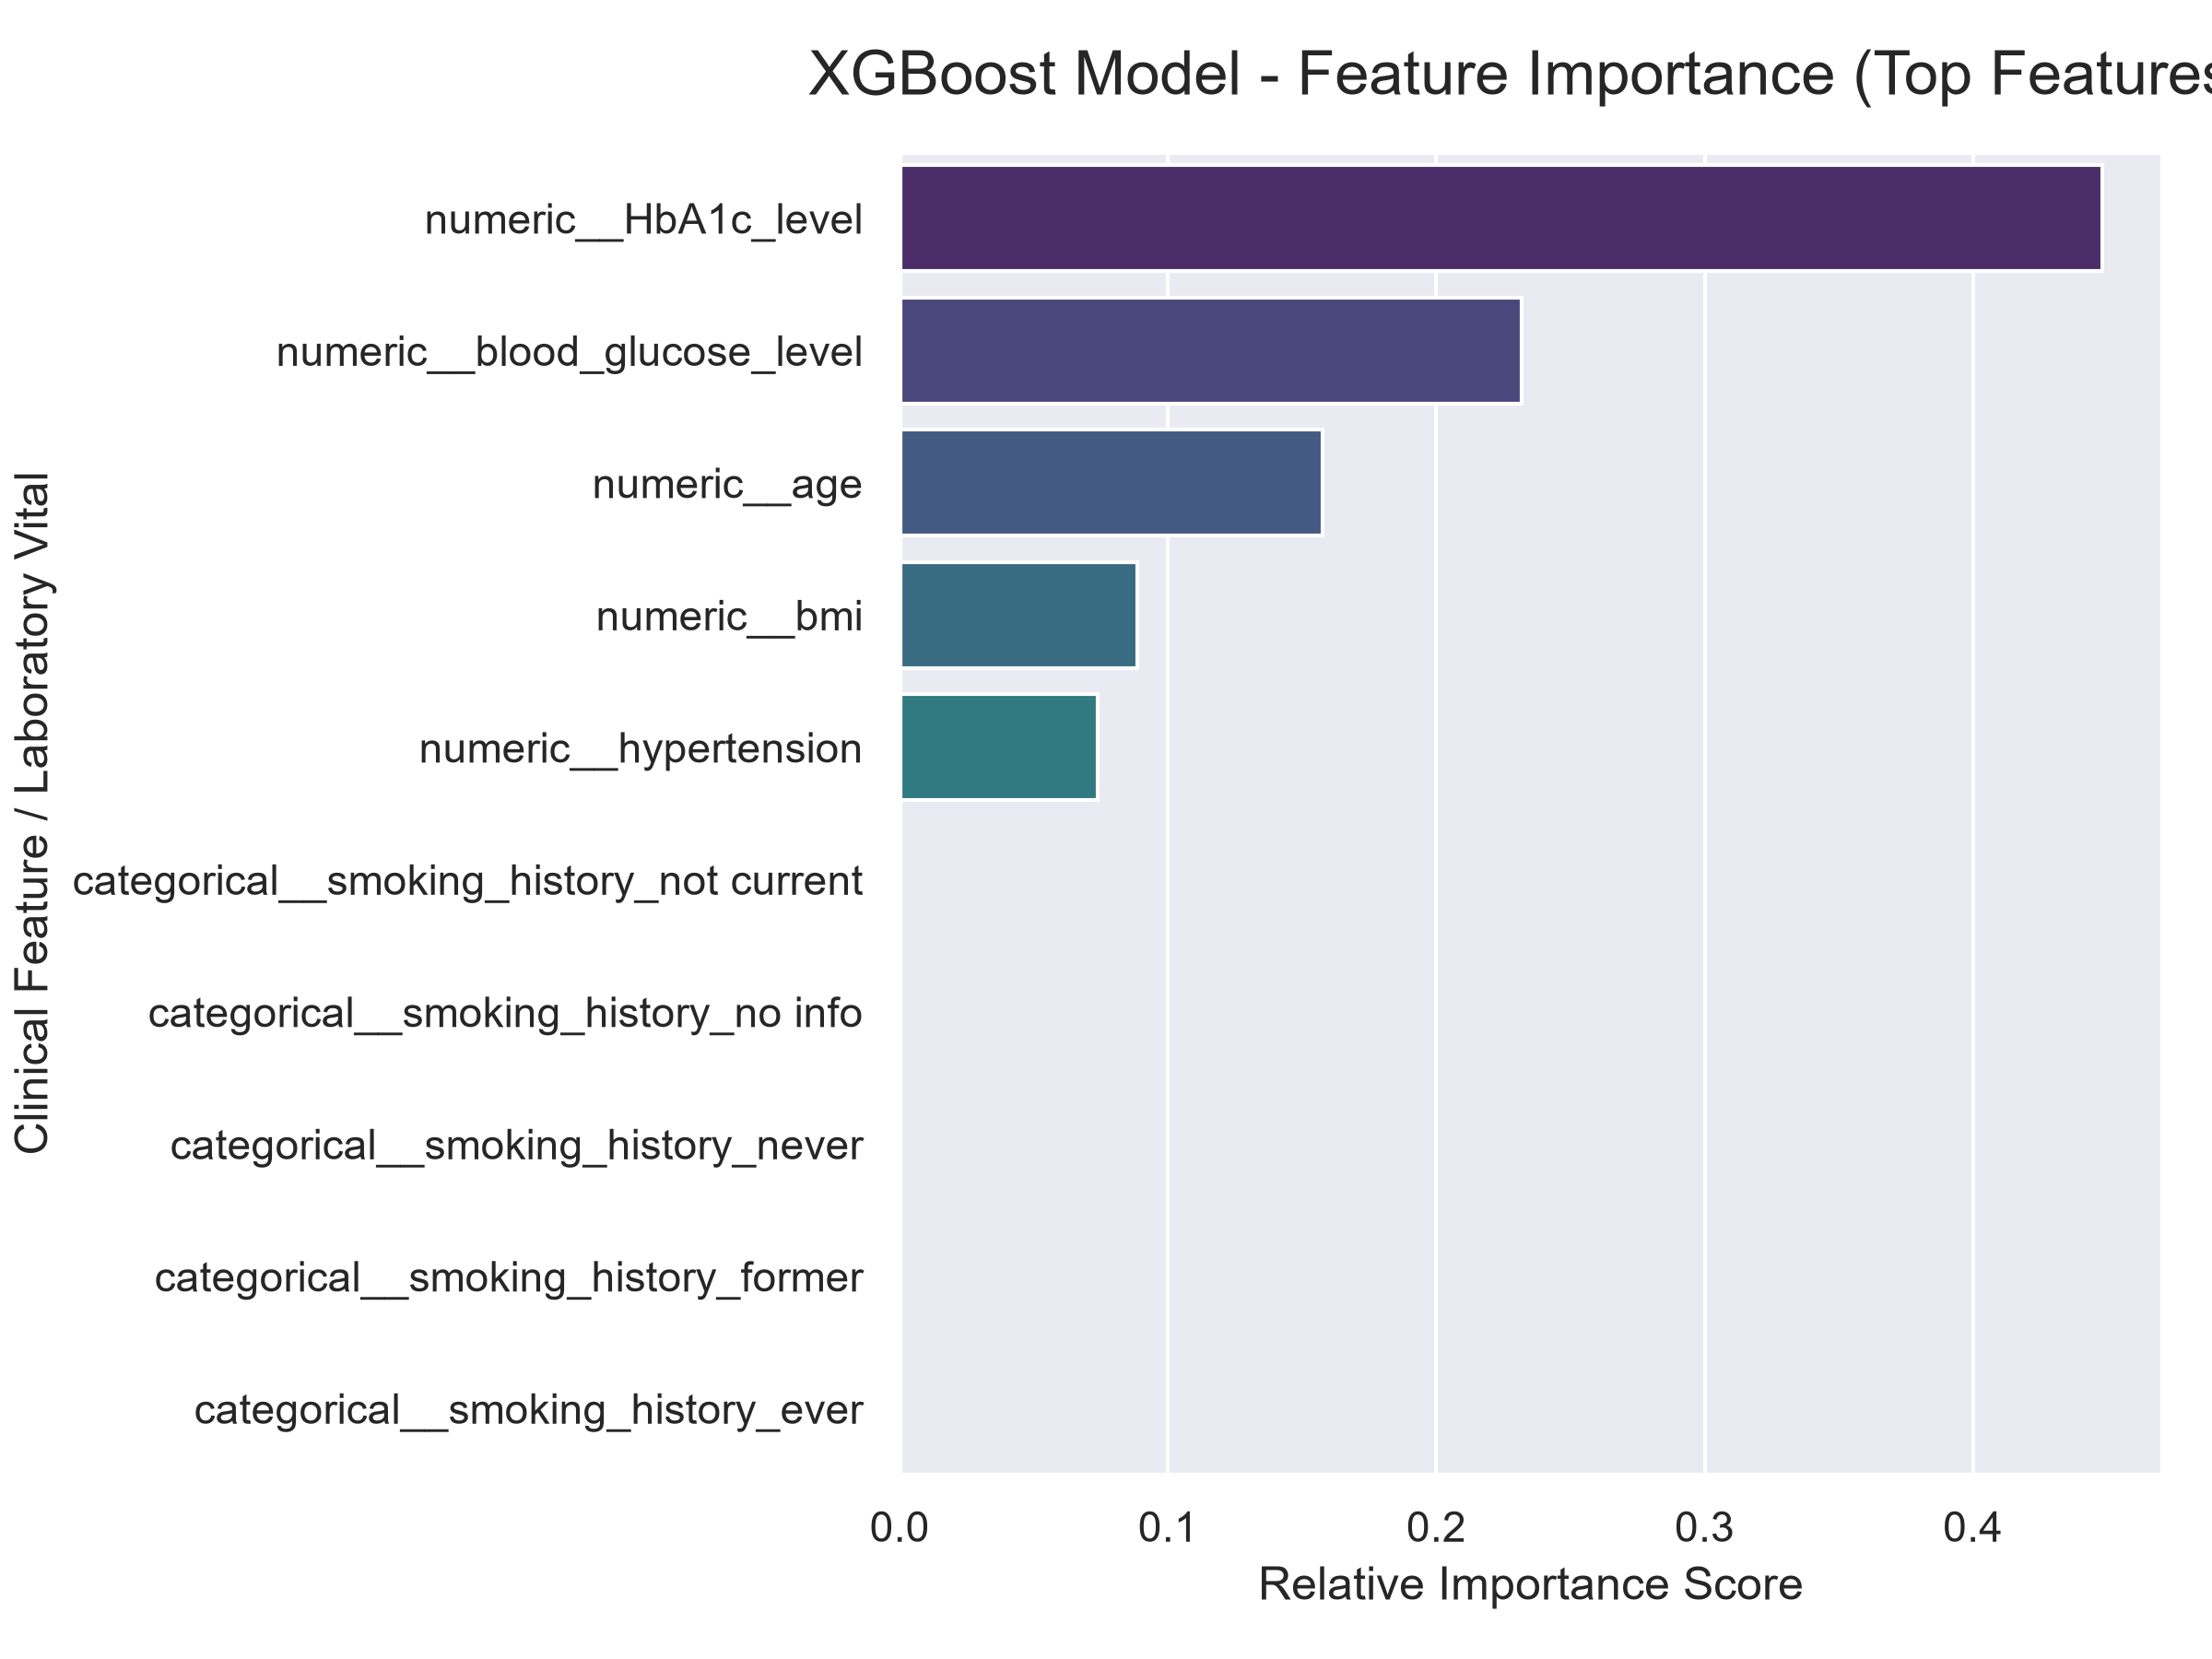 XGBoost Model - Feature Importance (Top Features
numeric__HbA1c_level
numeric__blood_glucose_level
numeric__age
numeric__bmi
numeric__hypertension
categorical__smoking_history_not current
categorical__smoking_history_no info
categorical__smoking_history_never
categorical__smoking_history_former
categorical__smoking_history_ever
Clinical Feature / Laboratory Vital
0.0 0.1 0.2 0.3 0.4
Relative Importance Score